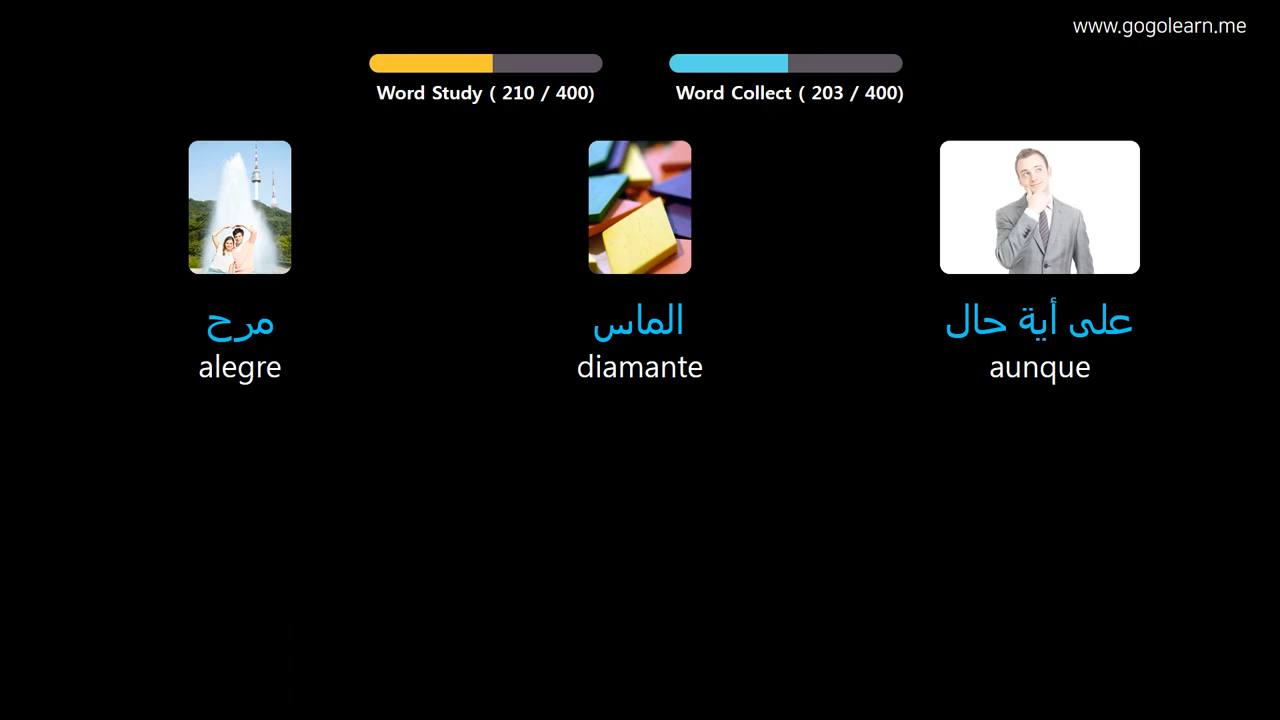 www.gogolearn.me
Word Study ( 210 / 400)
Word Collect ( 203 / 400)
مرح
alegre
الماس
diamante
على أية حال
aunque